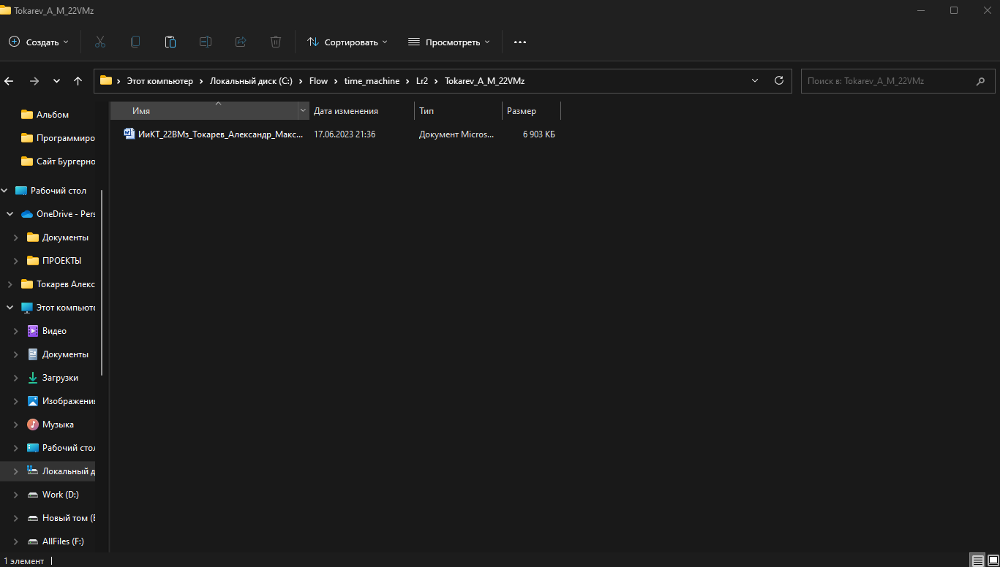 Tokarev_A_M_22VMz
Создать
Сортировать
Просмотреть
Этот компьютер > Локальный диск (C:) > Flow > time_machine > Lr2 > Tokarev_A_M_22VMz
Поиск в: Tokarev_A_M_22VMz
Имя Дата изменения Тип Размер
ИиКТ_22ВМз_Токарев_Александр_Макс... 17.06.2023 21:36 Документ Micros... 6 903 КБ
Альбом
Программиро
Сайт Бургерно
Рабочий стол
OneDrive - Pers
Документы
ПРОЕКТЫ
Токарев Алекс
Этот компьюте
Видео
Документы
Загрузки
Изображения
Музыка
Рабочий стол
Локальный д
Work (D:)
Новый том (E
AllFiles (F:)
1 элемент